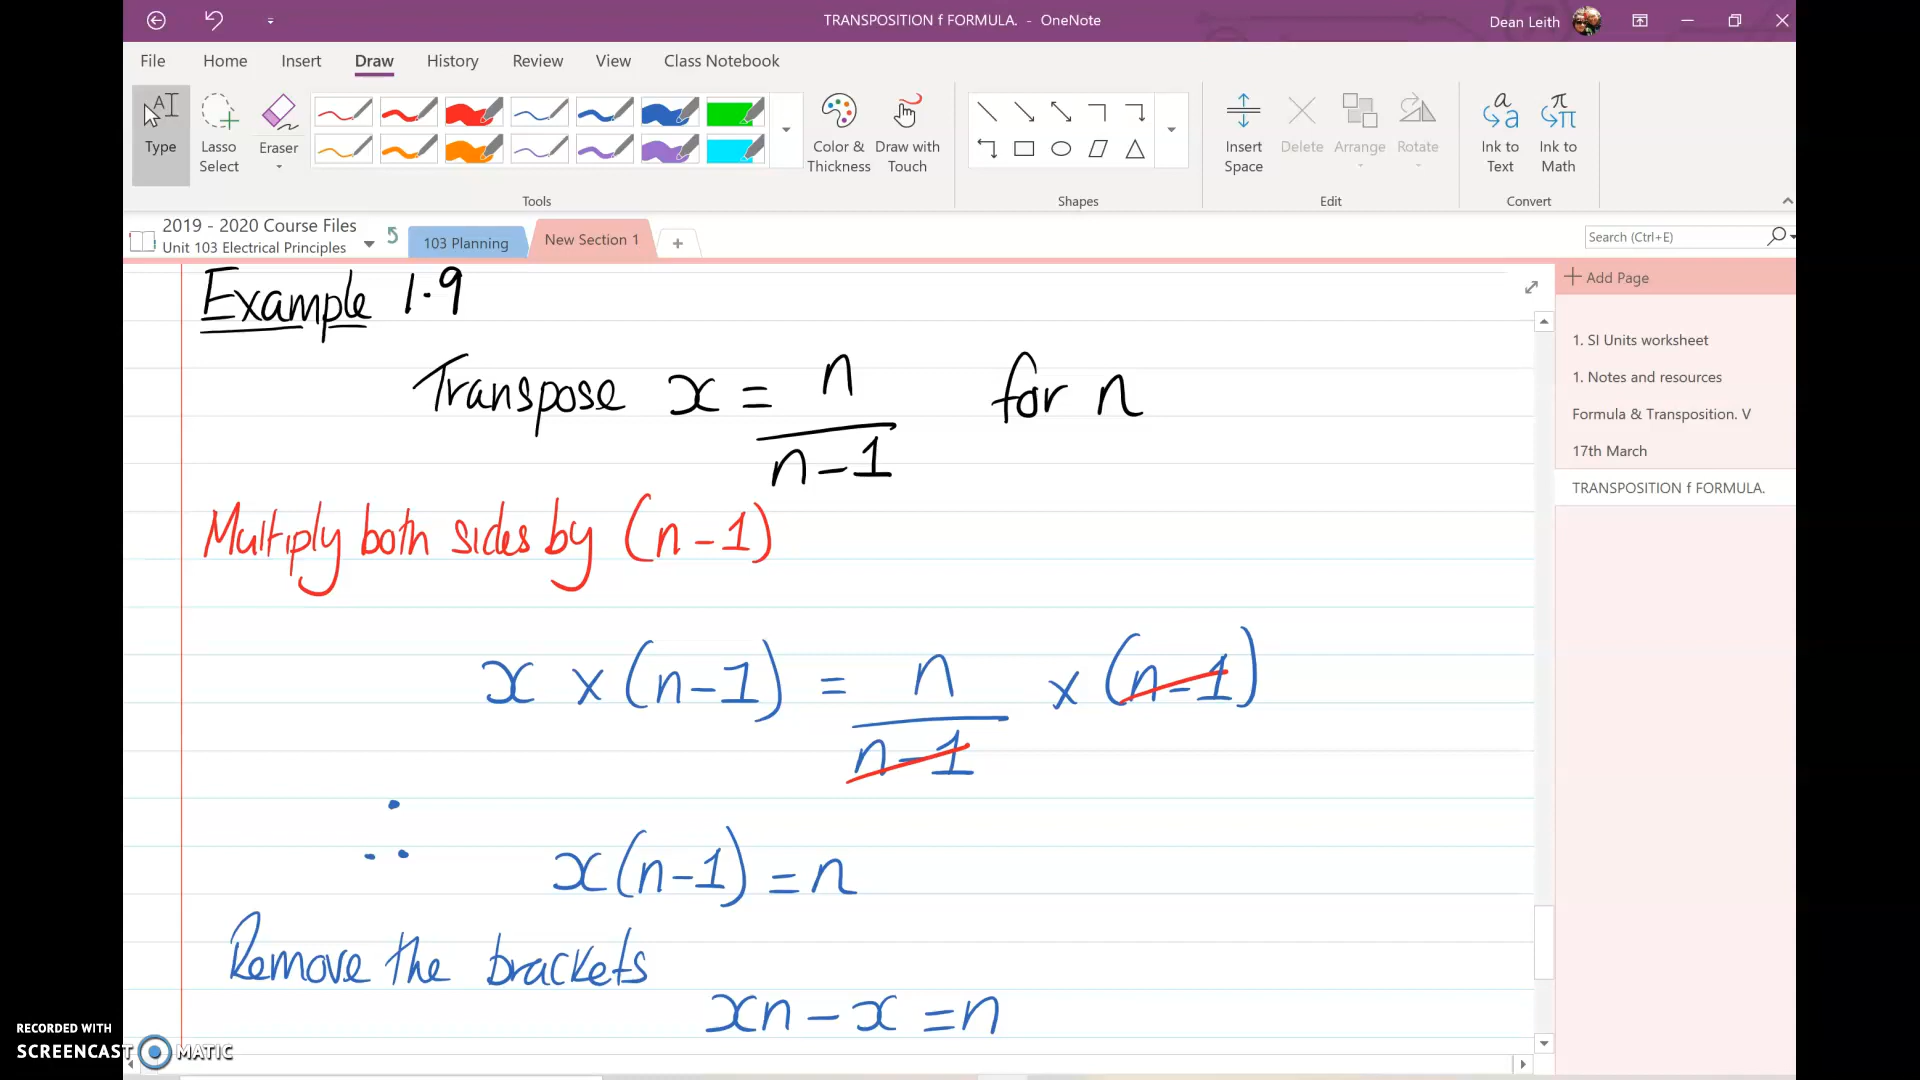 TRANSPOSITION f FORMULA. - OneNote
Dean Leith
File Home Insert Draw History Review View Class Notebook
Type
Lasso Select
Eraser
Color & Thickness
Draw with Touch
Insert Space
Delete
Arrange
Rotate
Ink to Text
Ink to Math
Tools
Shapes
Edit
Convert
2019 - 2020 Course Files
Unit 103 Electrical Principles
103 Planning
New Section 1
Search (Ctrl+E)
Add Page
1. SI Units worksheet
1. Notes and resources
Formula & Transposition. V
17th March
TRANSPOSITION f FORMULA.
Example 1.9
Transpose x = n / n-1 for n
Multiply both sides by (n-1)
x × (n-1) = n / n-1 × (n-1)
∴ x(n-1) = n
Remove the brackets
xn - x = n
RECORDED WITH
SCREENCAST MATIC